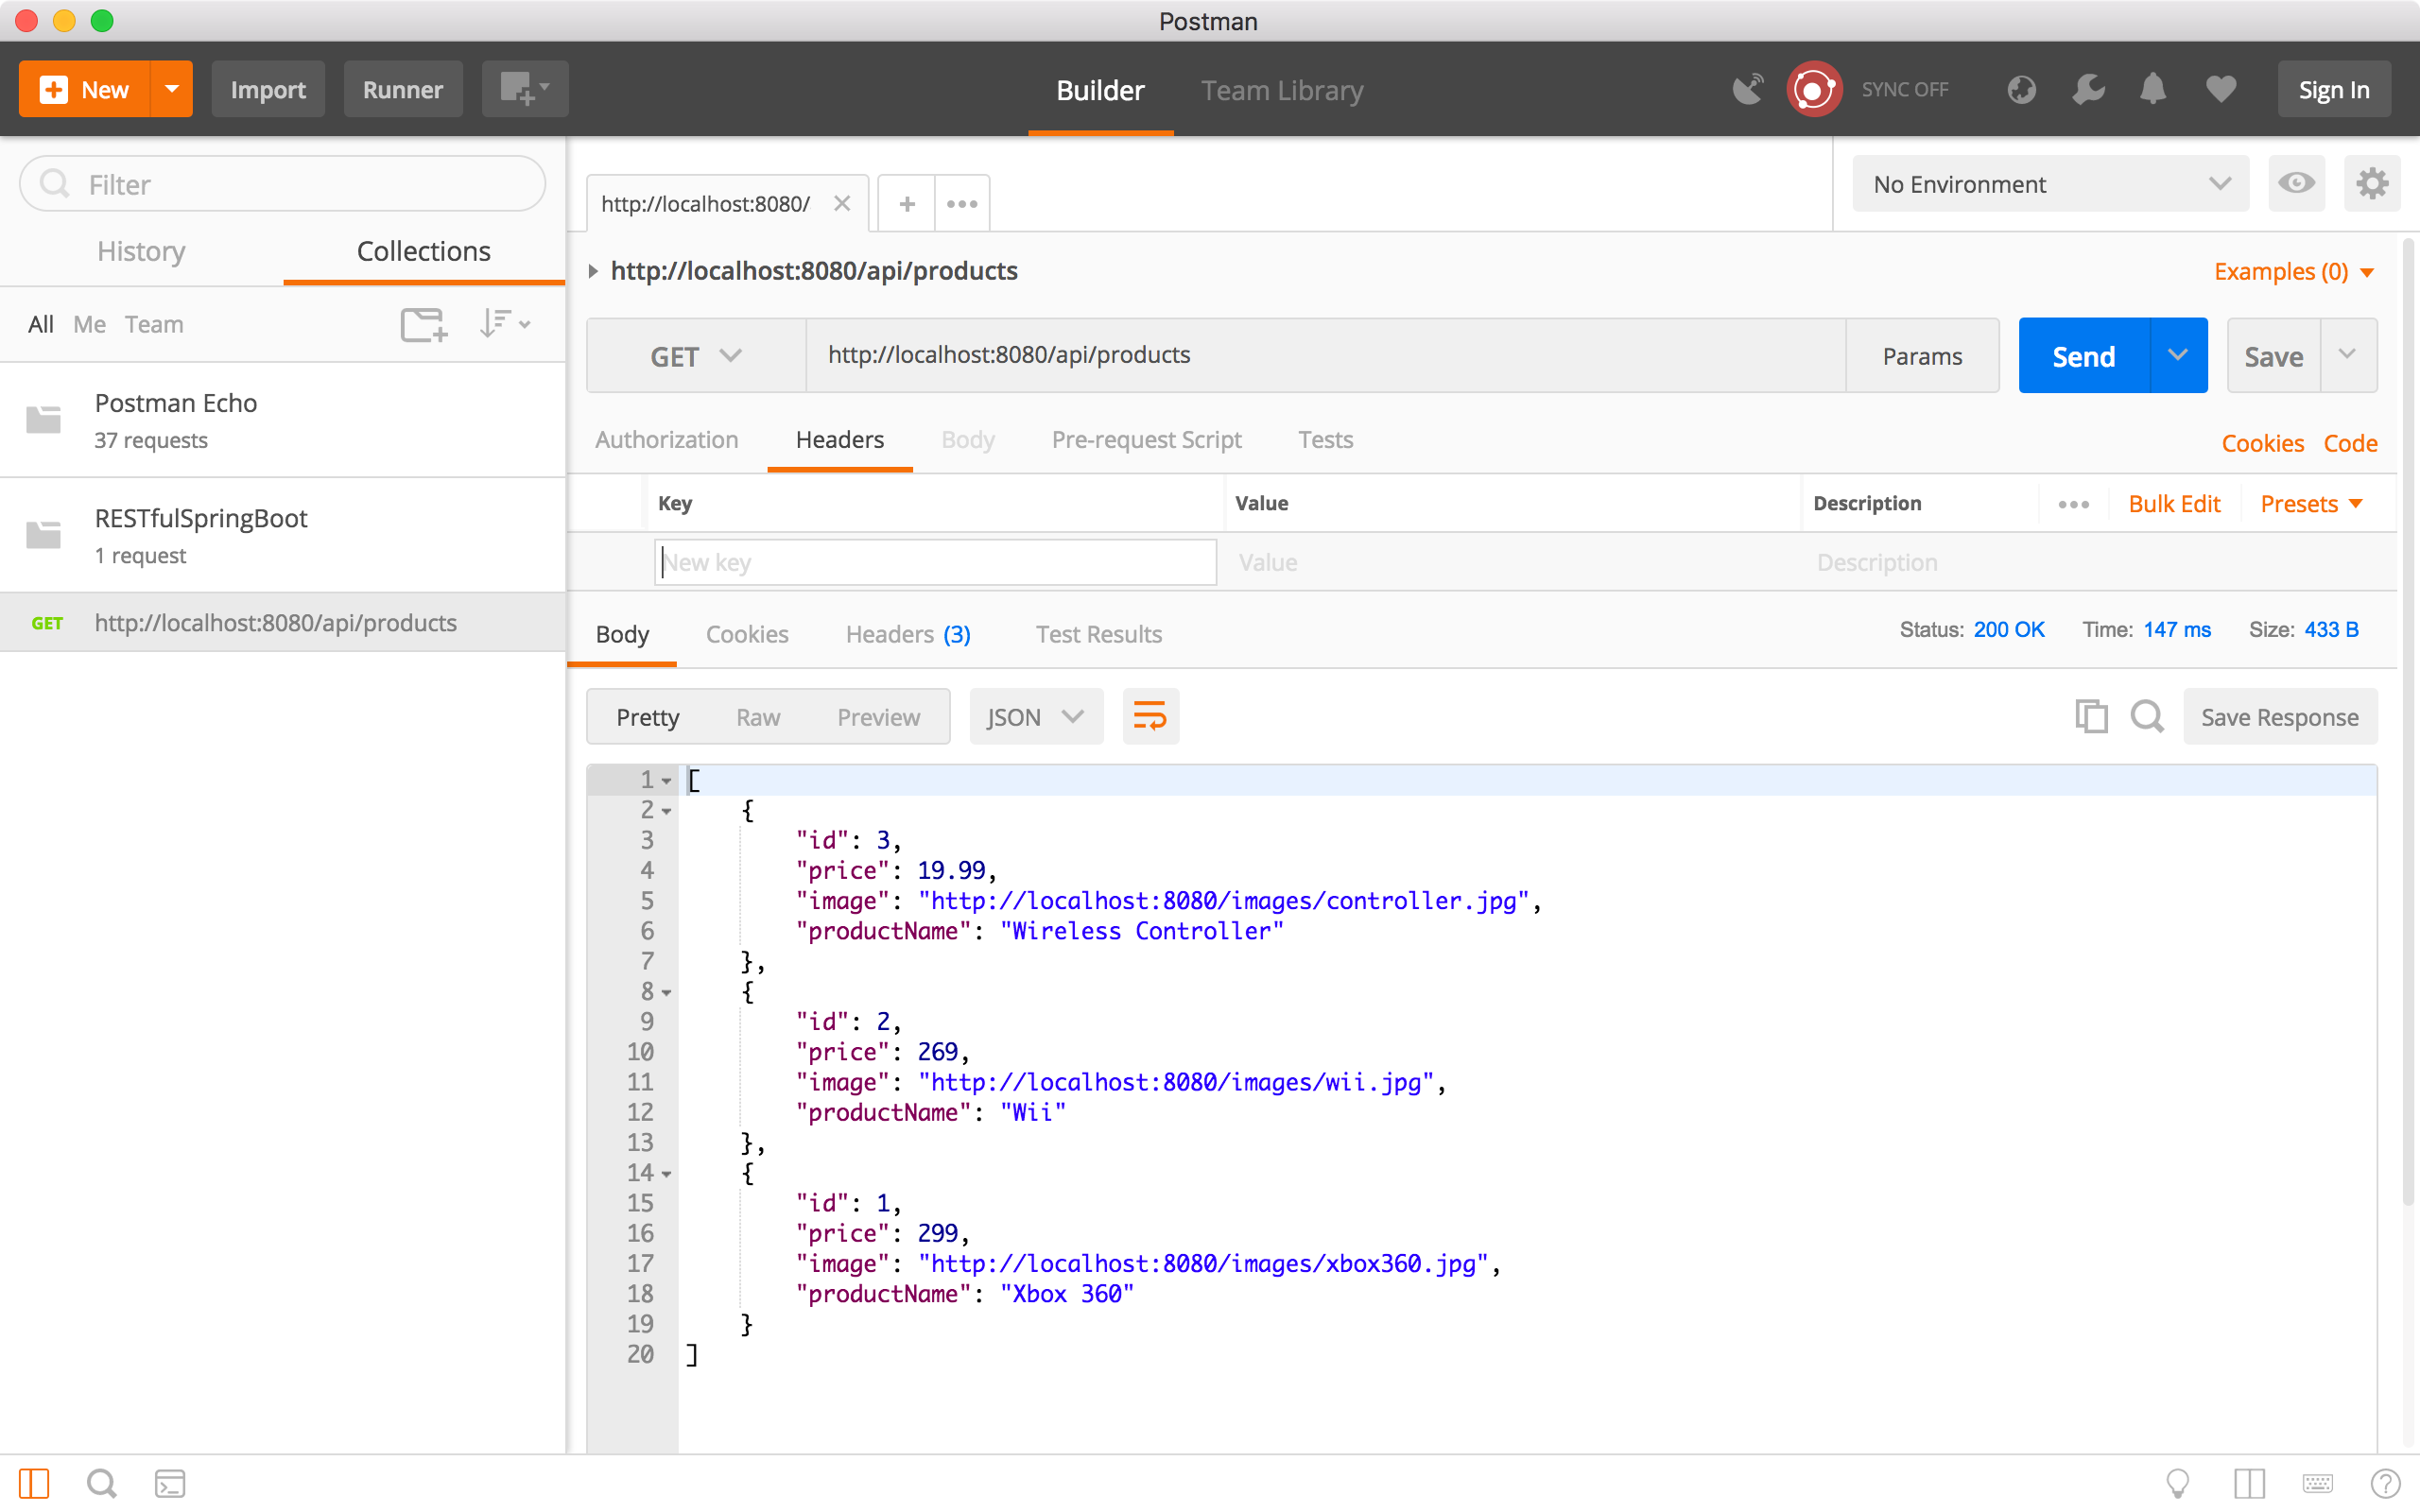 Postman
New Import Runner Builder Team Library SYNC OFF Sign In
Filter
History Collections
All Me Team
Postman Echo
37 requests
RESTfulSpringBoot
1 request
GET http://localhost:8080/api/products
http://localhost:8080/ No Environment
http://localhost:8080/api/products Examples (0)
GET http://localhost:8080/api/products Params Send Save
Authorization Headers Body Pre-request Script Tests Cookies Code
Key Value Description Bulk Edit Presets
New key Value Description
Body Cookies Headers (3) Test Results Status: 200 OK Time: 147 ms Size: 433 B
Pretty Raw Preview JSON Save Response
1 [
2 {
3 "id": 3,
4 "price": 19.99,
5 "image": "http://localhost:8080/images/controller.jpg",
6 "productName": "Wireless Controller"
7 },
8 {
9 "id": 2,
10 "price": 269,
11 "image": "http://localhost:8080/images/wii.jpg",
12 "productName": "Wii"
13 },
14 {
15 "id": 1,
16 "price": 299,
17 "image": "http://localhost:8080/images/xbox360.jpg",
18 "productName": "Xbox 360"
19 }
20 ]